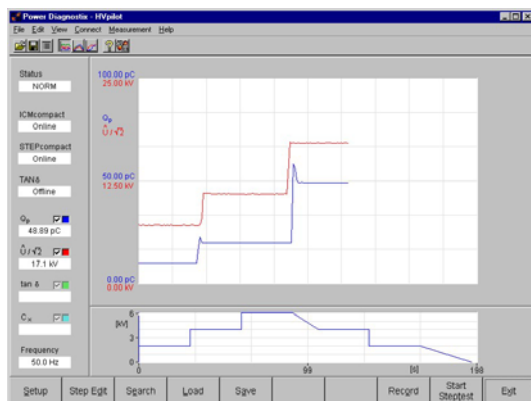 Power Diagnostix - HVpilot
File Edit View Connect Measurement Help
Status
NORM
ICMcompact
Online
STEPcompact
Online
TANδ
Offline
Qp
48.89 pC
Û/√2
17.1 kV
tan δ
Cx
Frequency
50.0 Hz
100.00 pC
25.00 kV
Qp
Û/√2
50.00 pC
12.50 kV
0.00 pC
0.00 kV
6
[kV]
3
0
0
99
[s]
198
Setup
Step Edit
Search
Load
Save
Record
Start Steptest
Exit